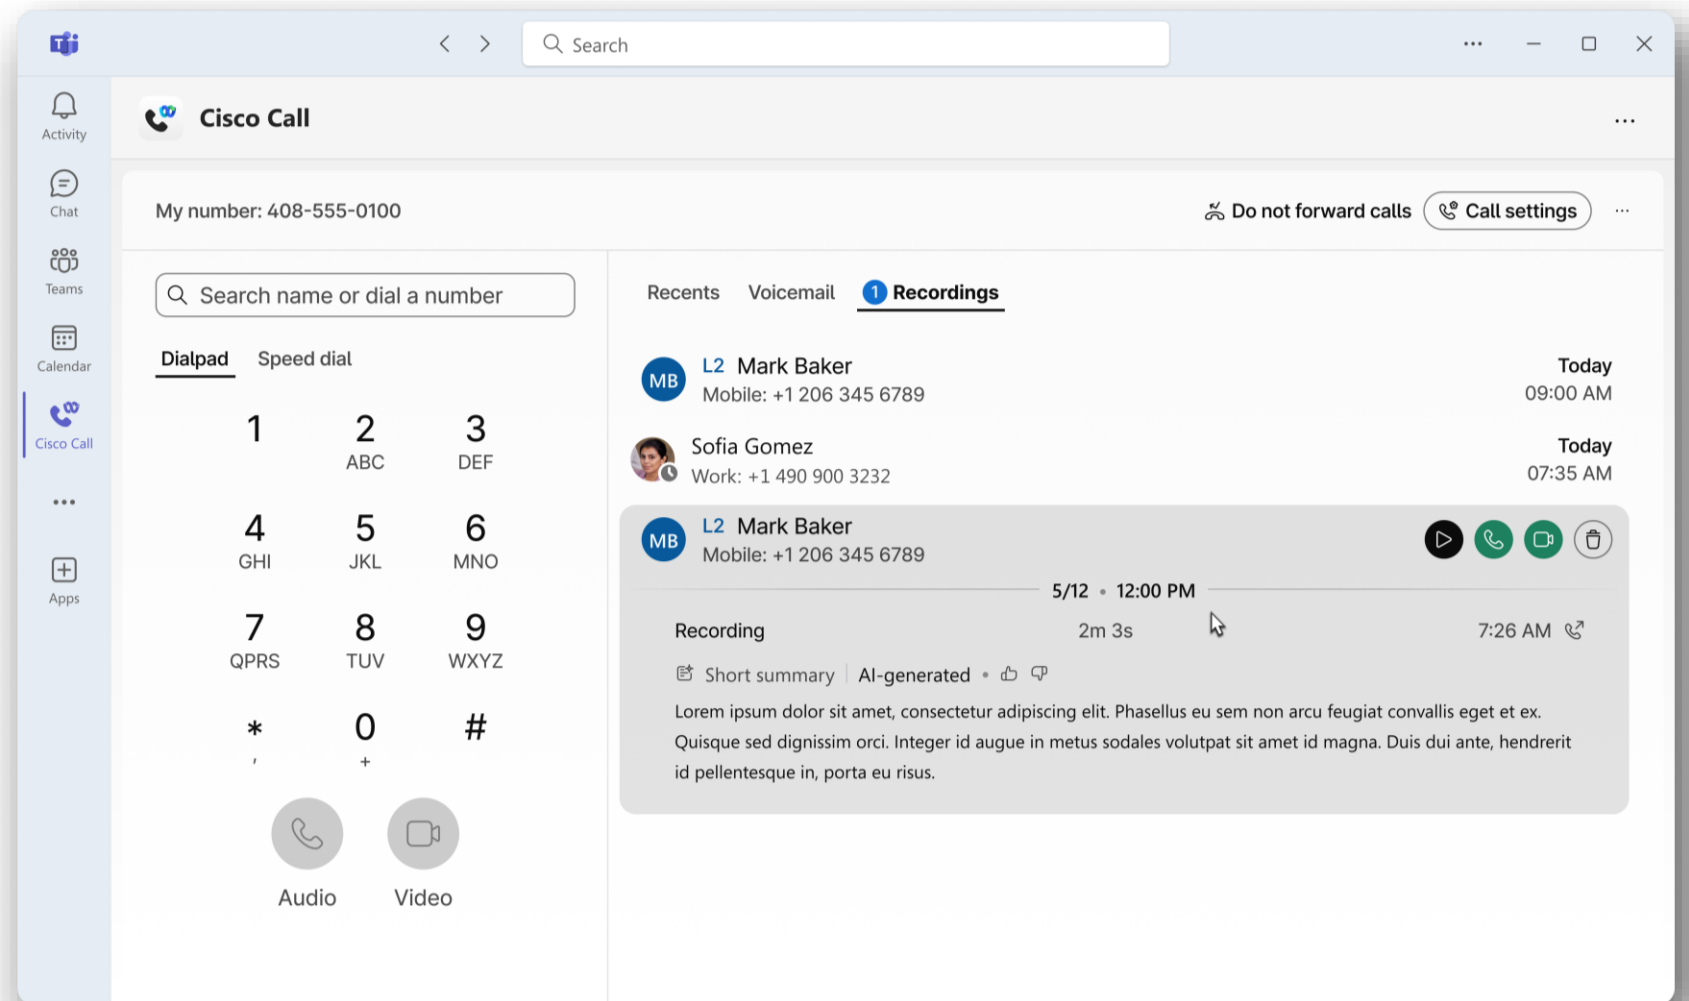 Search
Activity
Chat
Teams
Calendar
Cisco Call
Apps
Cisco Call
My number: 408-555-0100
Do not forward calls
Call settings
Search name or dial a number
Dialpad Speed dial
1 2 3
ABC DEF
4 5 6
GHI JKL MNO
7 8 9
QPRS TUV WXYZ
* 0 #
, +
Audio Video
Recents Voicemail 1 Recordings
MB L2 Mark Baker Today
Mobile: +1 206 345 6789 09:00 AM
Sofia Gomez Today
Work: +1 490 900 3232 07:35 AM
MB L2 Mark Baker
Mobile: +1 206 345 6789
5/12 • 12:00 PM
Recording 2m 3s 7:26 AM
Short summary AI-generated •
Lorem ipsum dolor sit amet, consectetur adipiscing elit. Phasellus eu sem non arcu feugiat convallis eget et ex.
Quisque sed dignissim orci. Integer id augue in metus sodales volutpat sit amet id magna. Duis dui ante, hendrerit
id pellentesque in, porta eu risus.